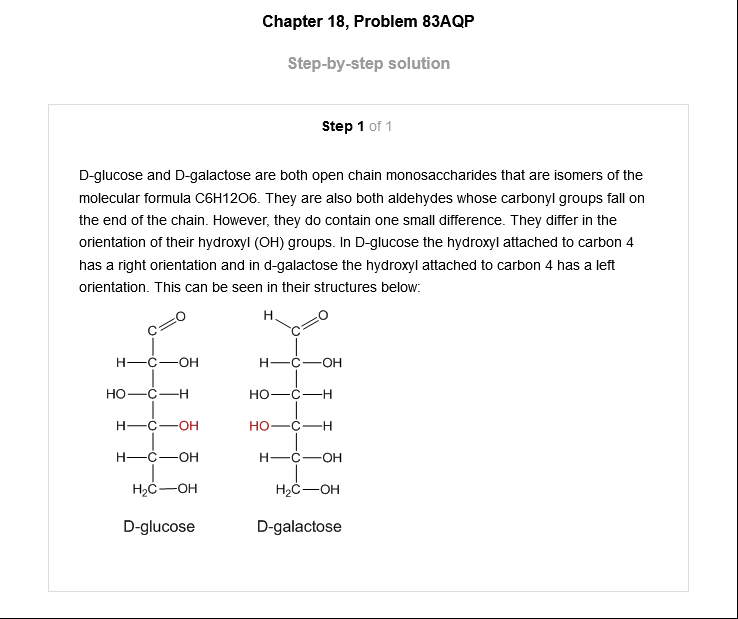 Chapter 18, Problem 83AQP
Step-by-step solution
Step 1 of 1
D-glucose and D-galactose are both open chain monosaccharides that are isomers of the
molecular formula C6H12O6. They are also both aldehydes whose carbonyl groups fall on
the end of the chain. However, they do contain one small difference. They differ in the
orientation of their hydroxyl (OH) groups. In D-glucose the hydroxyl attached to carbon 4
has a right orientation and in d-galactose the hydroxyl attached to carbon 4 has a left
orientation. This can be seen in their structures below:
O H O
C C
H—C—OH H—C—OH
HO—C—H HO—C—H
H—C—OH HO—C—H
H—C—OH H—C—OH
H₂C—OH H₂C—OH
D-glucose D-galactose